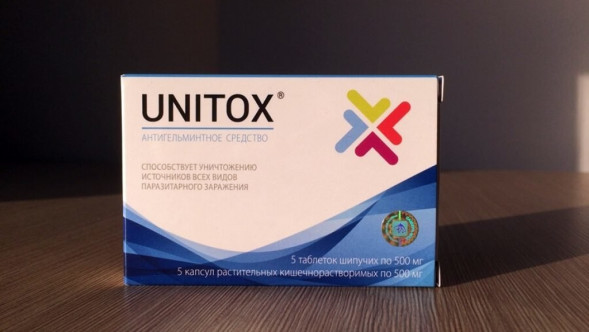 UNITOX®
АНТИГЕЛЬМИНТНОЕ СРЕДСТВО
СПОСОБСТВУЕТ УНИЧТОЖЕНИЮ
ИСТОЧНИКОВ ВСЕХ ВИДОВ
ПАРАЗИТАРНОГО ЗАРАЖЕНИЯ
5 таблеток шипучих по 500 мг
5 капсул растительных кишечнорастворимых по 500 мг